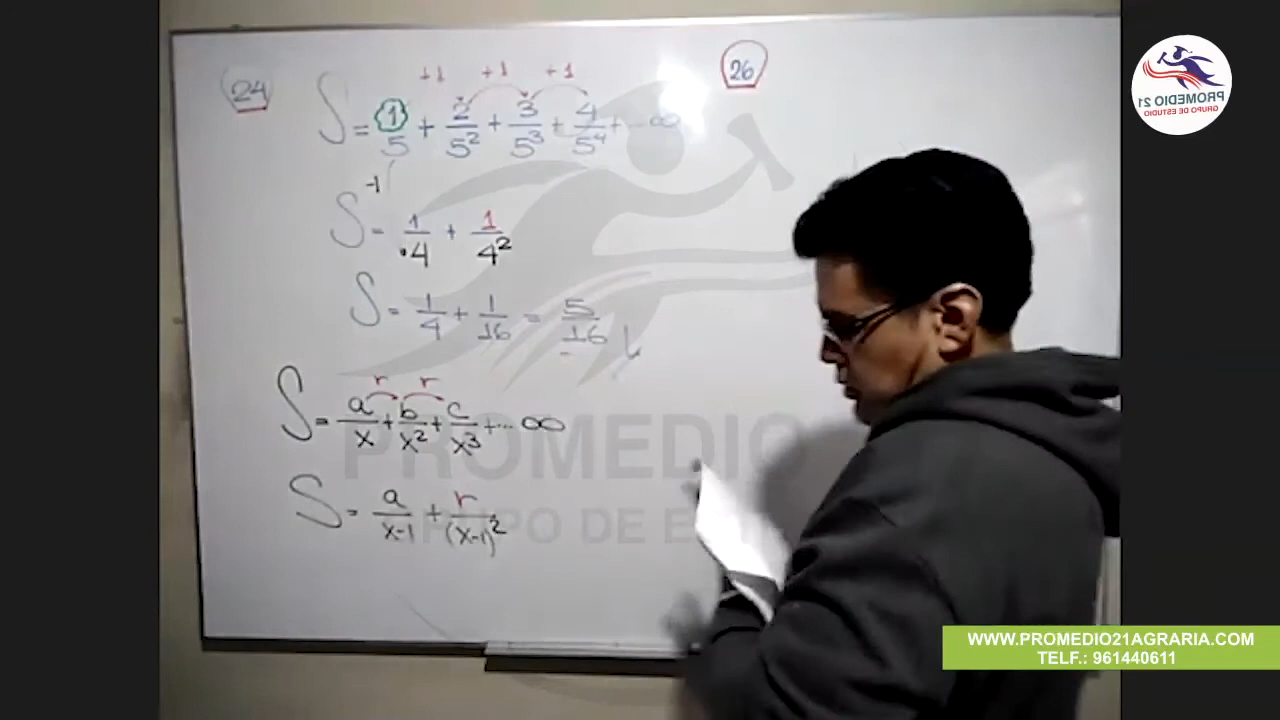 24
+1 +1 +1
S = 1/5 + 2/5² + 3/5³ + 4/5⁴ + ... ∞
-1
S = 1/4 + 1/4²
S = 1/4 + 1/16 = 5/16
r r
S = a/x + b/x² + c/x³ + ... ∞
S = a/x-1 + r/(x-1)²
26
PROMEDIO 21
GRUPO DE ESTUDIO
PROMEDIO
WWW.PROMEDIO21AGRARIA.COM
TELF.: 961440611